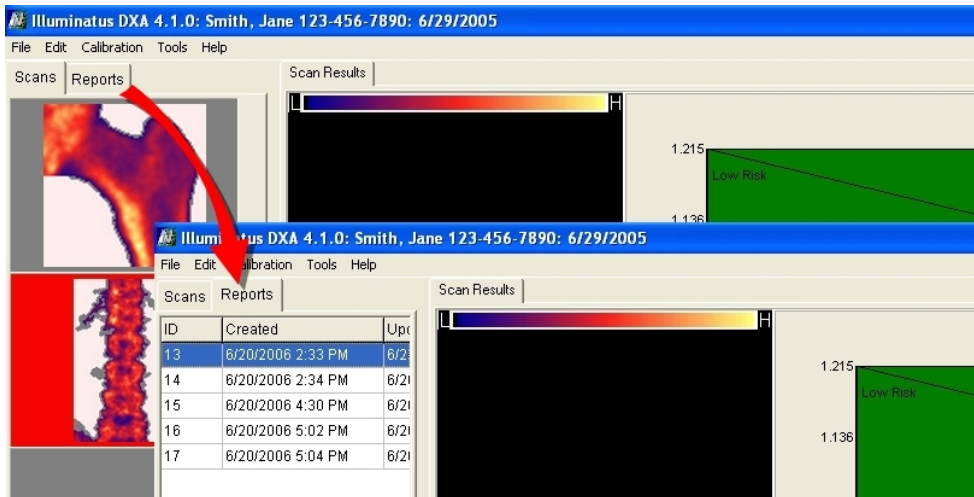 Illuminatus DXA 4.1.0: Smith, Jane 123-456-7890: 6/29/2005
File Edit Calibration Tools Help
Scans Reports
Scan Results
L H
1.215
Low Risk
1.136
Illuminatus DXA 4.1.0: Smith, Jane 123-456-7890: 6/29/2005
File Edit Calibration Tools Help
Scans Reports
Scan Results
L H
ID Created
13 6/20/2006 2:33 PM
14 6/20/2006 2:34 PM
15 6/20/2006 4:30 PM
16 6/20/2006 5:02 PM
17 6/20/2006 5:04 PM
1.215
Low Risk
1.136